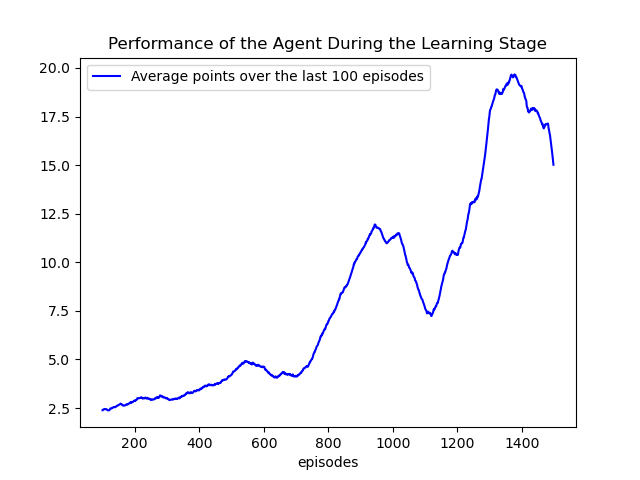 Performance of the Agent During the Learning Stage
Average points over the last 100 episodes
20.0
17.5
15.0
12.5
10.0
7.5
5.0
2.5
200 400 600 800 1000 1200 1400
episodes